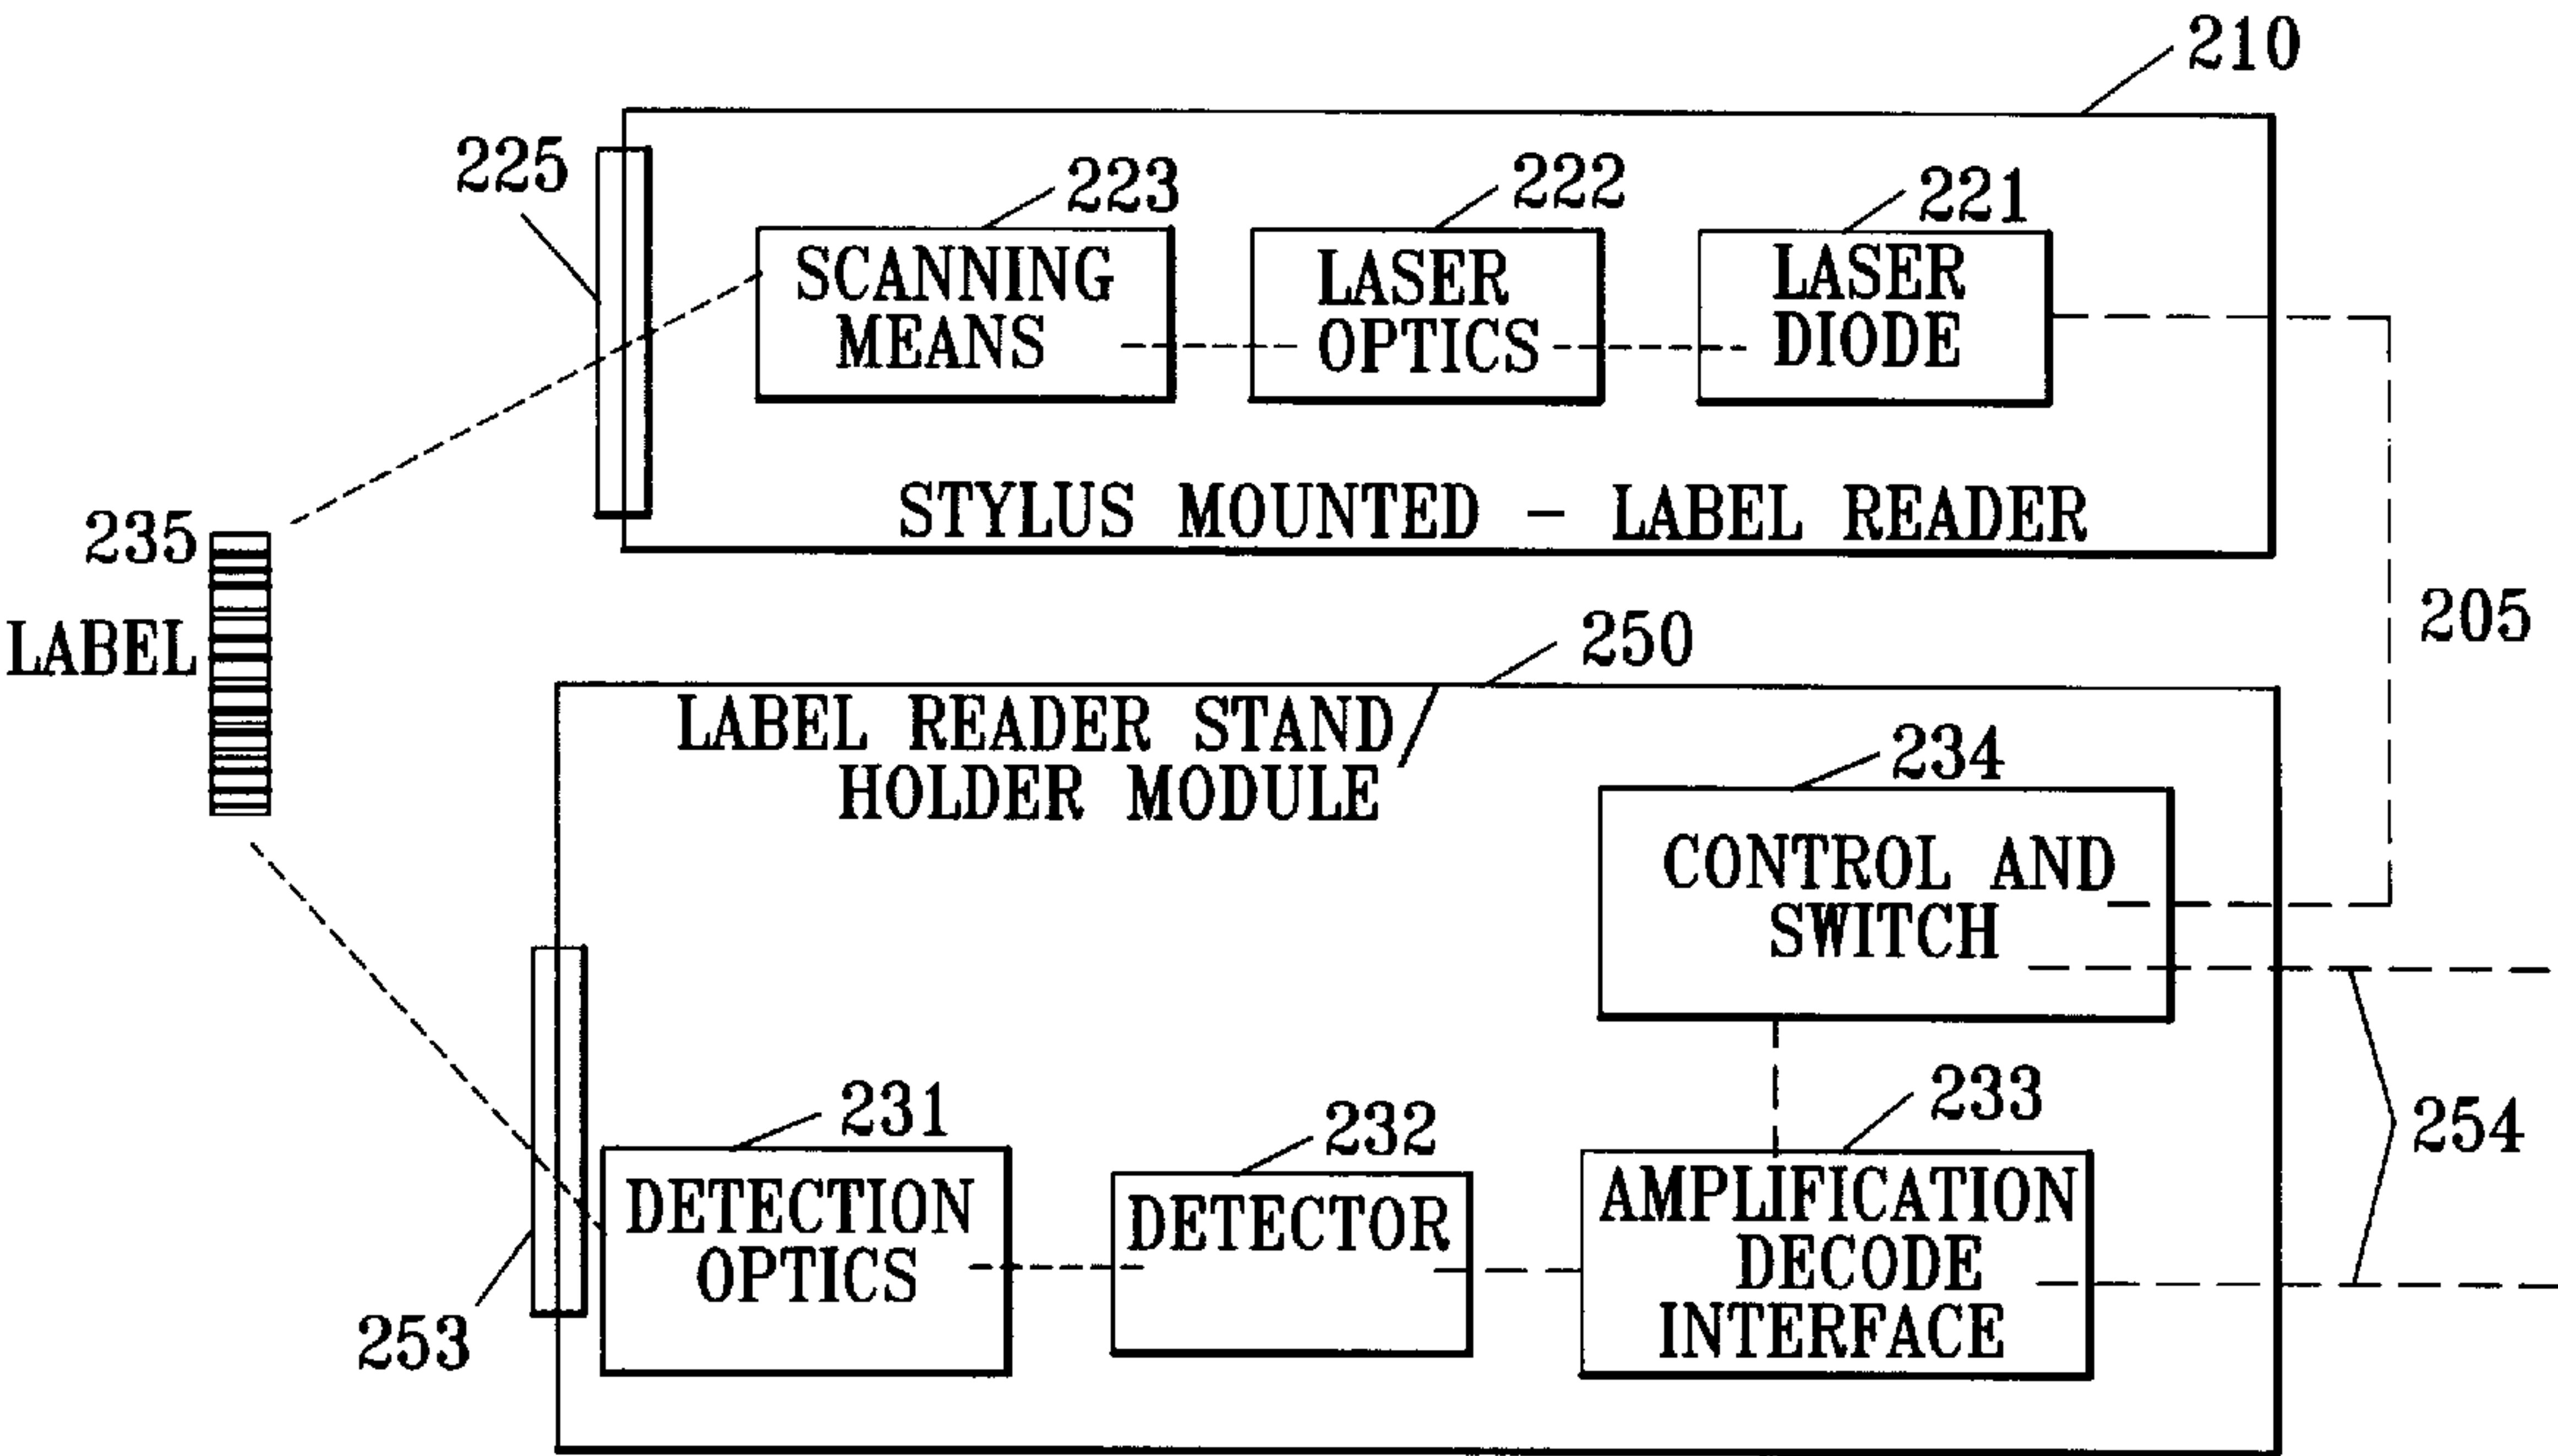 210
225
223
222
221
SCANNING
MEANS
LASER
OPTICS
LASER
DIODE
STYLUS MOUNTED - LABEL READER
235
LABEL
205
250
LABEL READER STAND/
HOLDER MODULE
234
CONTROL AND
SWITCH
231
232
233
254
DETECTION
OPTICS
DETECTOR
AMPLIFICATION
DECODE
INTERFACE
253